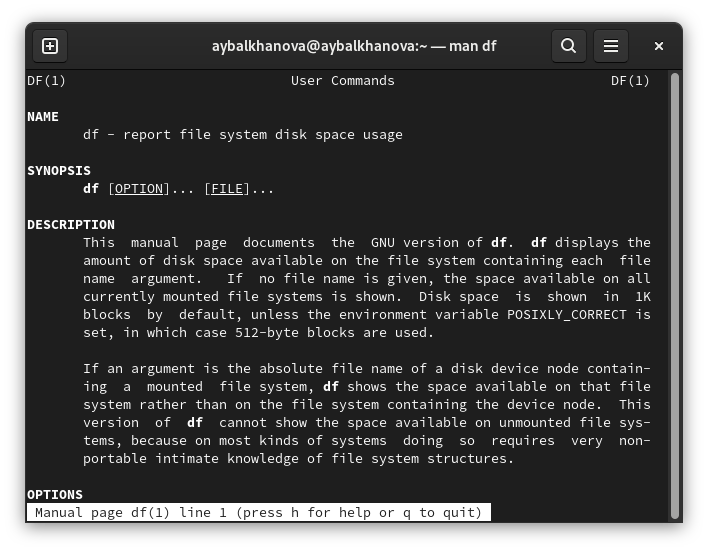 aybalkhanova@aybalkhanova:~ — man df
DF(1) User Commands DF(1)
NAME
df - report file system disk space usage
SYNOPSIS
df [OPTION]... [FILE]...
DESCRIPTION
This manual page documents the GNU version of df. df displays the
amount of disk space available on the file system containing each file
name argument. If no file name is given, the space available on all
currently mounted file systems is shown. Disk space is shown in 1K
blocks by default, unless the environment variable POSIXLY_CORRECT is
set, in which case 512-byte blocks are used.
If an argument is the absolute file name of a disk device node contain‐
ing a mounted file system, df shows the space available on that file
system rather than on the file system containing the device node. This
version of df cannot show the space available on unmounted file sys‐
tems, because on most kinds of systems doing so requires very non‐
portable intimate knowledge of file system structures.
OPTIONS
Manual page df(1) line 1 (press h for help or q to quit)